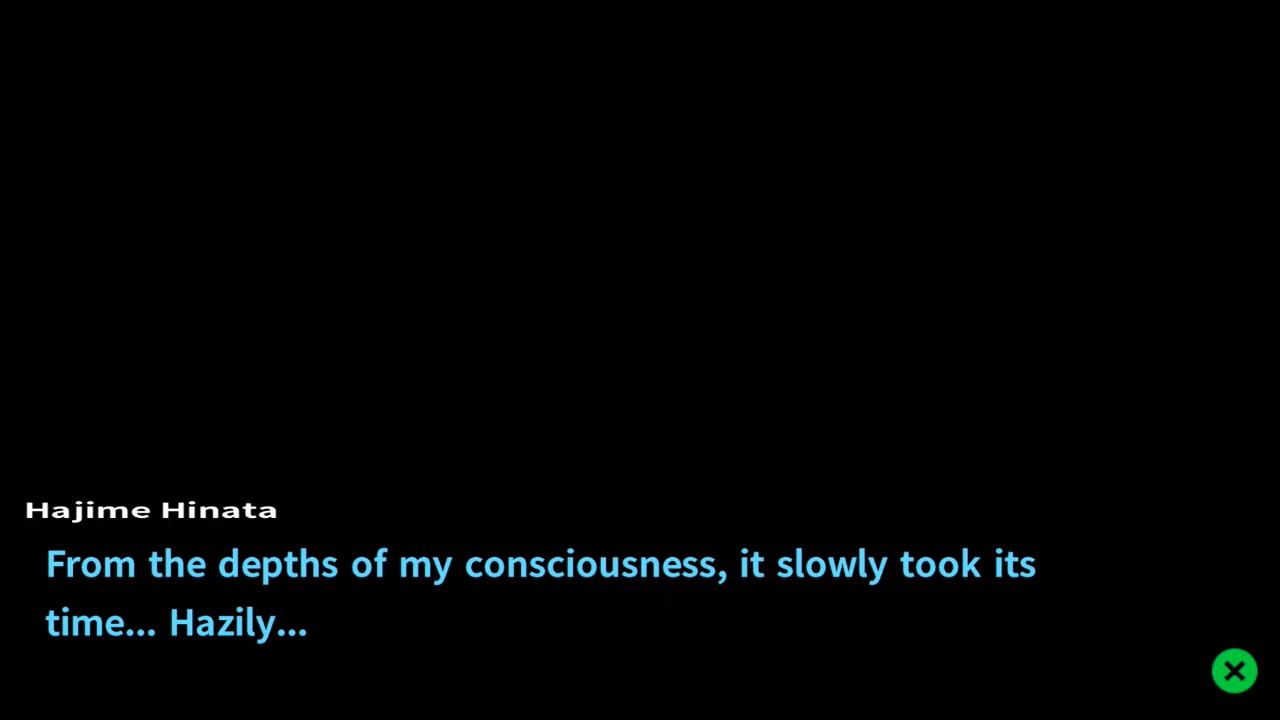 Hajime Hinata
From the depths of my consciousness, it slowly took its
time... Hazily...